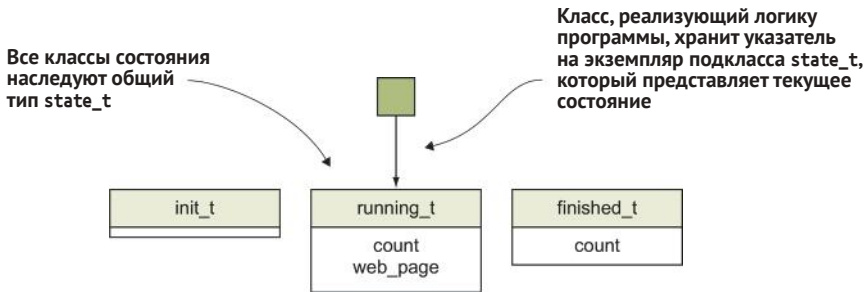 Все классы состояния
наследуют общий
тип state_t
Класс, реализующий логику
программы, хранит указатель
на экземпляр подкласса state_t,
который представляет текущее
состояние
init_t
running_t
count
web_page
finished_t
count